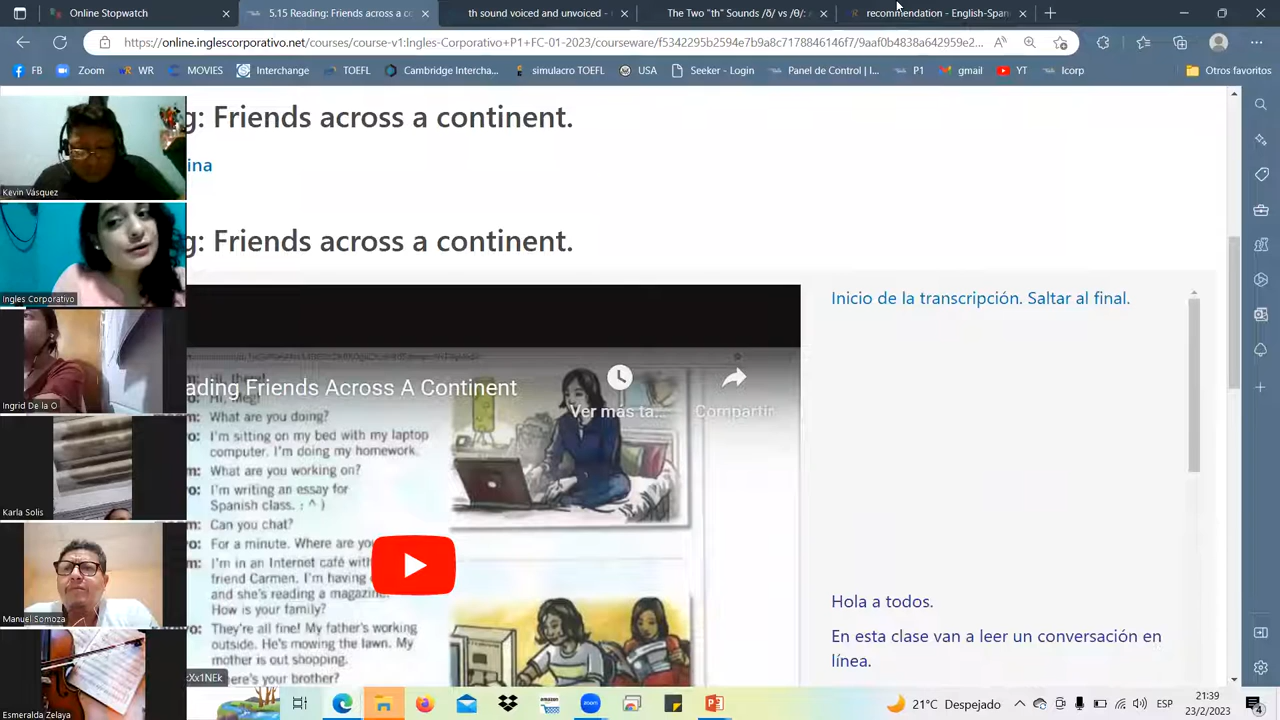 Online Stopwatch
5.15 Reading: Friends across a co
th sound voiced and unvoiced -
The Two "th" Sounds /ð/ vs /θ/:
recommendation - English-Span
https://online.inglescorporativo.net/courses/course-v1:Ingles-Corporativo+P1+FC-01-2023/courseware/f5342295b2594e7b9a8c7178846146f7/9aaf0b4838a642959e2...
FB
Zoom
WR
MOVIES
Interchange
TOEFL
Cambridge Intercha...
simulacro TOEFL
USA
Seeker - Login
Panel de Control | I...
P1
gmail
YT
Icorp
Otros favoritos
g: Friends across a continent.
ina
g: Friends across a continent.
Kevin Vásquez
Ingles Corporativo
Ingrid De la O
Karla Solis
Manuel Somoza
Esmeralda Zelaya
ading Friends Across A Continent
Ver más ta...
Compartir
Hi, Meg!
What are you doing?
I'm sitting on my bed with my laptop
computer. I'm doing my homework.
What are you working on?
I'm writing an essay for
Spanish class. : ^ )
Can you chat?
For a minute. Where are you
I'm in an Internet café with
friend Carmen. I'm having
and she's reading a magazine.
How is your family?
They're all fine! My father's working
outside. He's mowing the lawn. My
mother is out shopping.
here's your brother?
Inicio de la transcripción. Saltar al final.
Hola a todos.
En esta clase van a leer un conversación en
línea.
21°C Despejado
ESP
21:39
23/2/2023
4